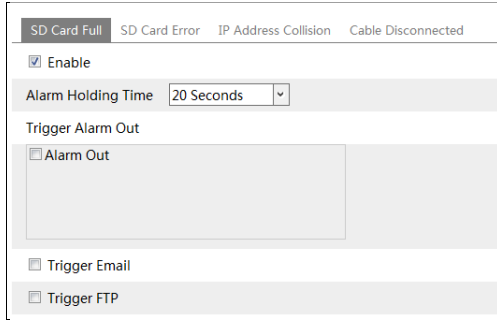 SD Card Full SD Card Error IP Address Collision Cable Disconnected
Enable
Alarm Holding Time 20 Seconds
Trigger Alarm Out
Alarm Out
Trigger Email
Trigger FTP